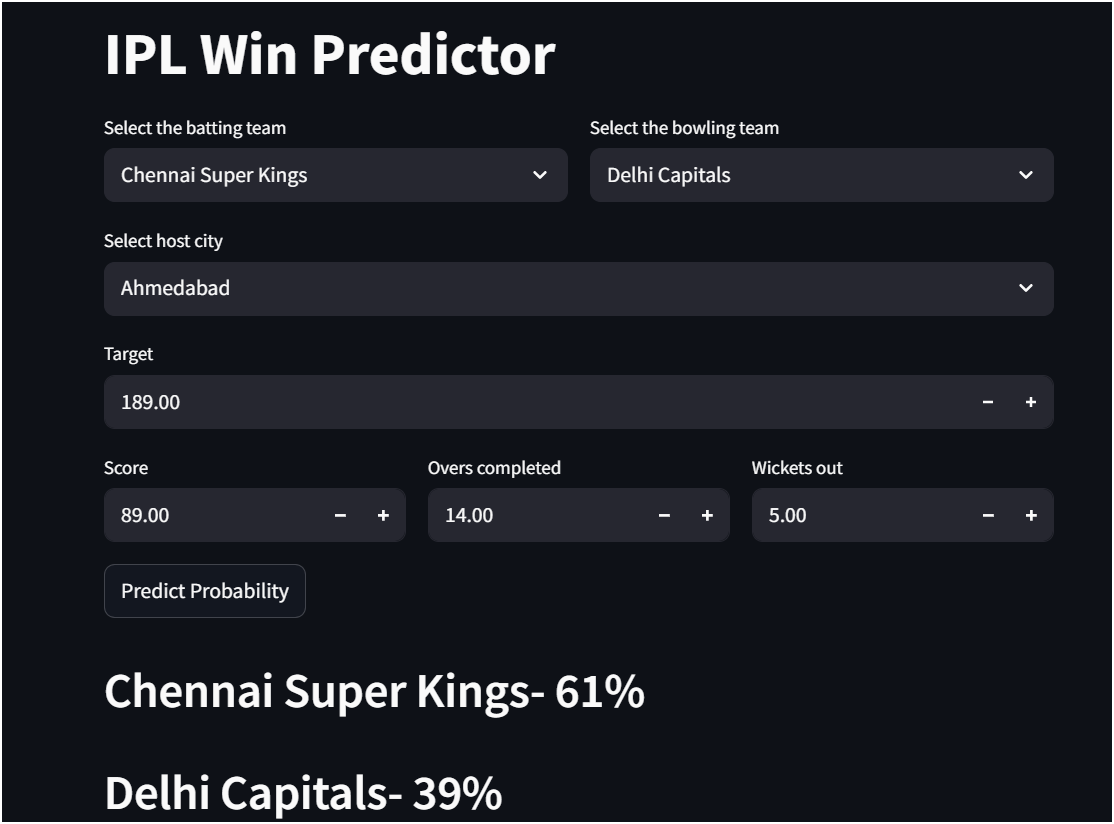 IPL Win Predictor
Select the batting team
Select the bowling team
Chennai Super Kings
Delhi Capitals
Select host city
Ahmedabad
Target
189.00
Score
Overs completed
Wickets out
89.00
14.00
5.00
Predict Probability
Chennai Super Kings- 61%
Delhi Capitals- 39%